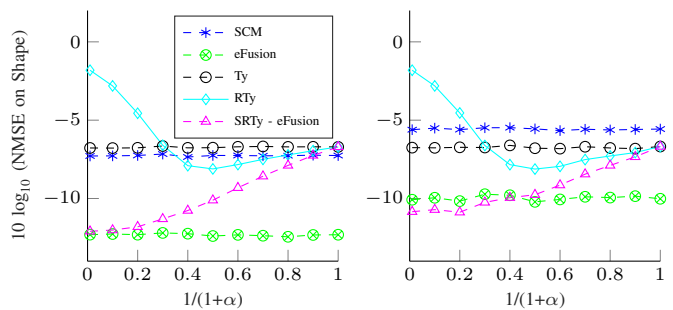 SCM
eFusion
Ty
RTy
SRTy - eFusion
0
−5
−10
10 log10 (NMSE on Shape)
0 0.2 0.4 0.6 0.8 1
1/(1+α)
0
−5
−10
0 0.2 0.4 0.6 0.8 1
1/(1+α)